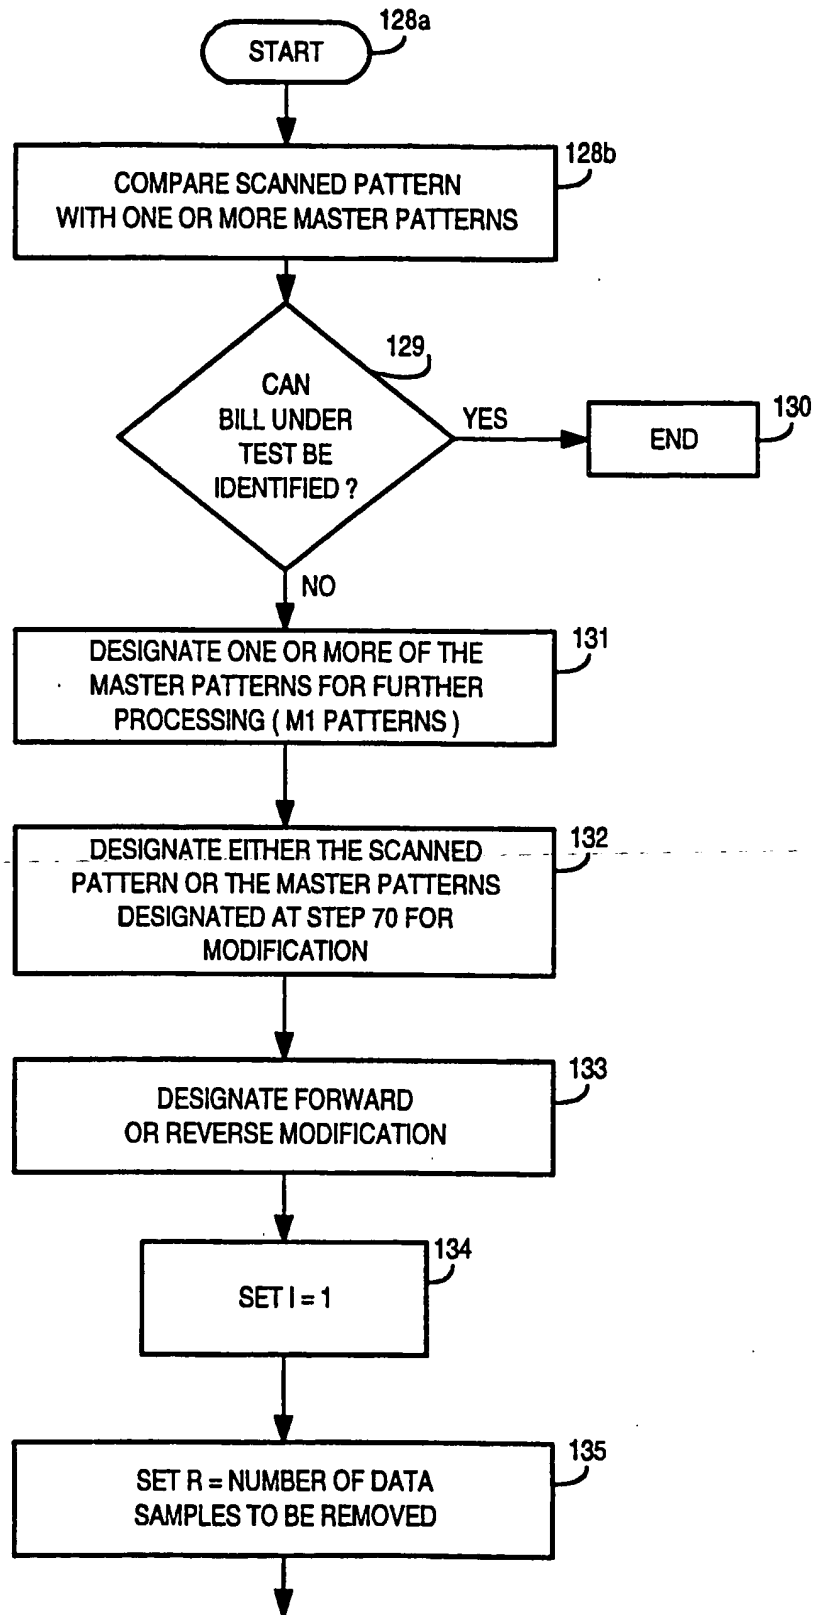 START
128a
128b
COMPARE SCANNED PATTERN
WITH ONE OR MORE MASTER PATTERNS
129
CAN
BILL UNDER
TEST BE
IDENTIFIED ?
YES
END
130
NO
131
DESIGNATE ONE OR MORE OF THE
MASTER PATTERNS FOR FURTHER
PROCESSING ( M1 PATTERNS )
132
DESIGNATE EITHER THE SCANNED
PATTERN OR THE MASTER PATTERNS
DESIGNATED AT STEP 70 FOR
MODIFICATION
133
DESIGNATE FORWARD
OR REVERSE MODIFICATION
134
SET I = 1
135
SET R = NUMBER OF DATA
SAMPLES TO BE REMOVED